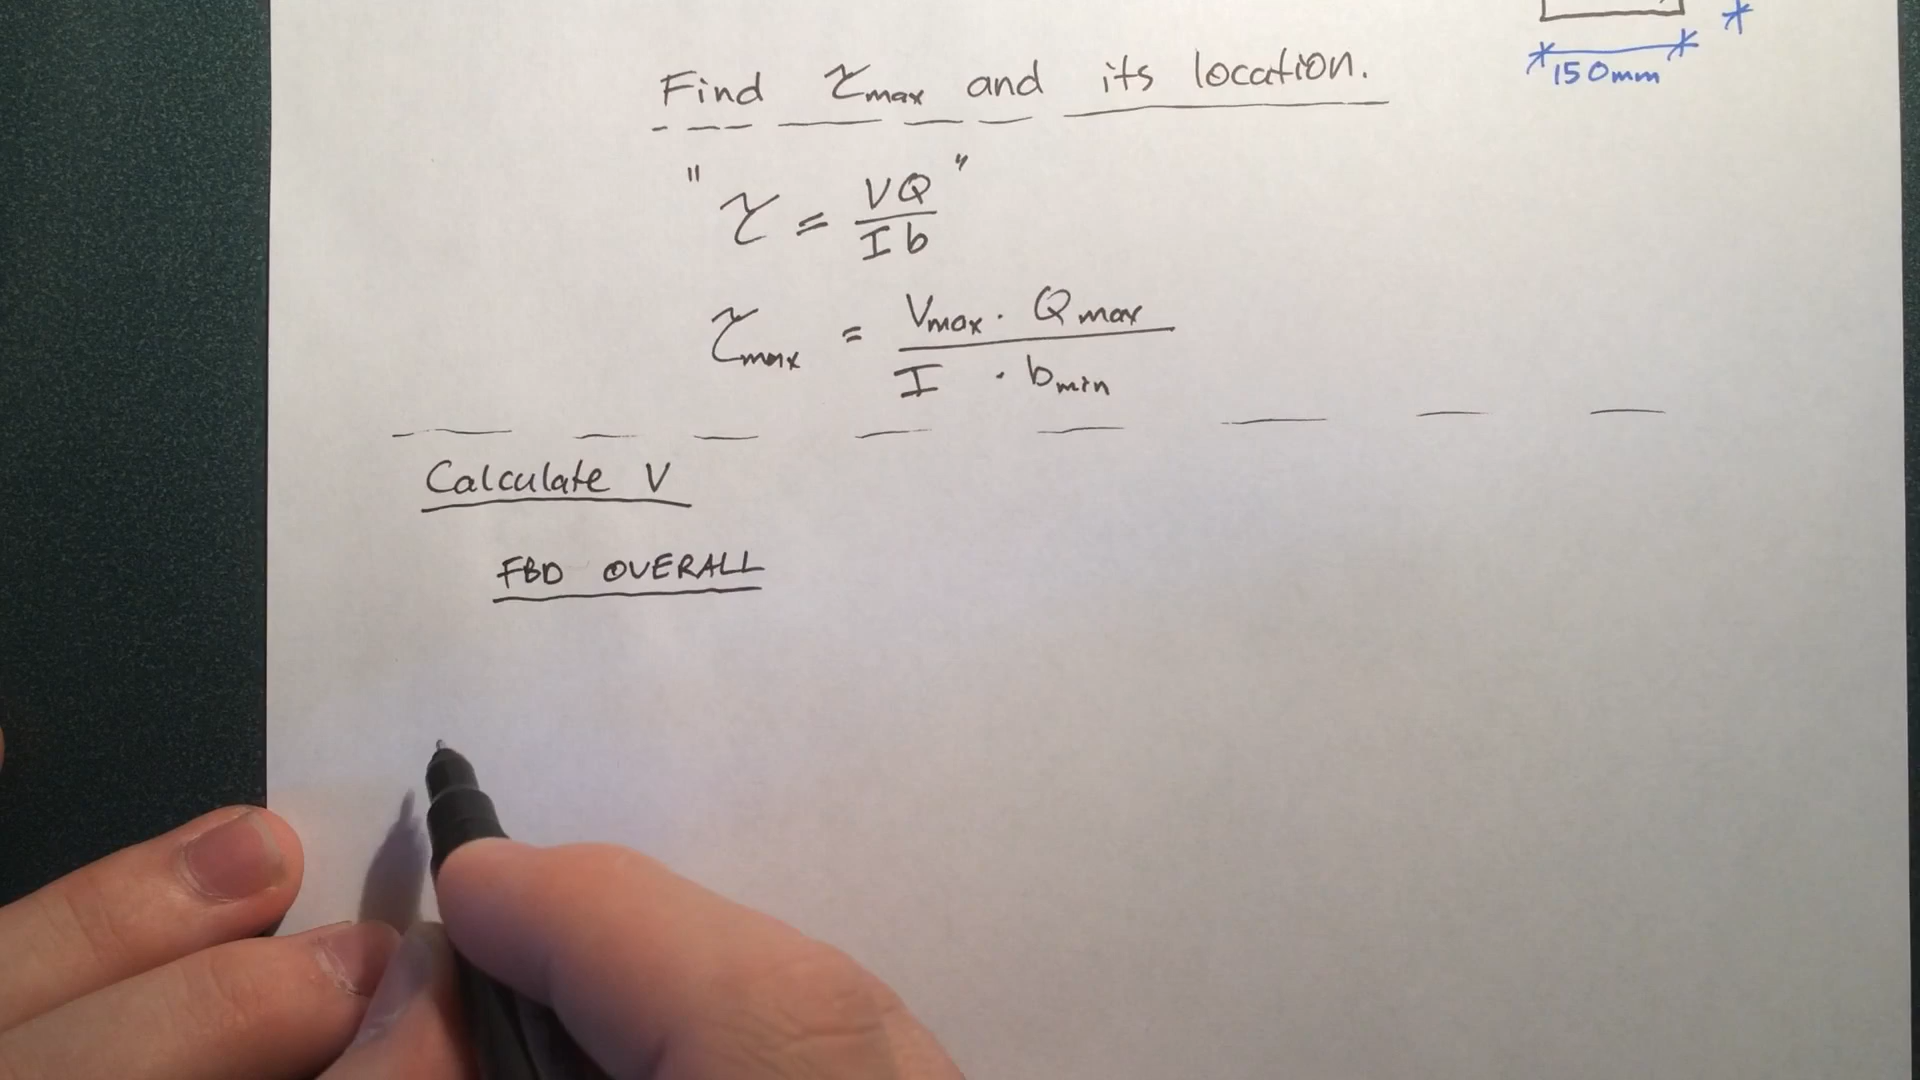 150mm
Find τmax and its location.
" τ = VQ / Ib "
τmax = Vmax · Qmax / I · bmin
Calculate V
FBD OVERALL